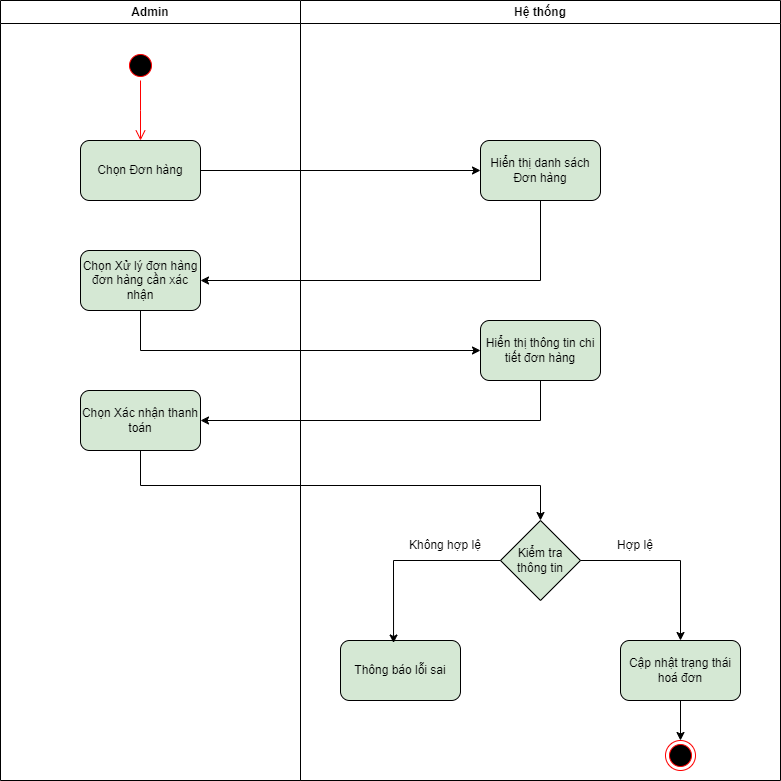 Admin
Hệ thống
Chọn Đơn hàng
Hiển thị danh sách
Đơn hàng
Chọn Xử lý đơn hàng
đơn hàng cần xác
nhận
Hiển thị thông tin chi
tiết đơn hàng
Chọn Xác nhận thanh
toán
Kiểm tra
thông tin
Không hợp lệ
Hợp lệ
Thông báo lỗi sai
Cập nhật trạng thái
hoá đơn